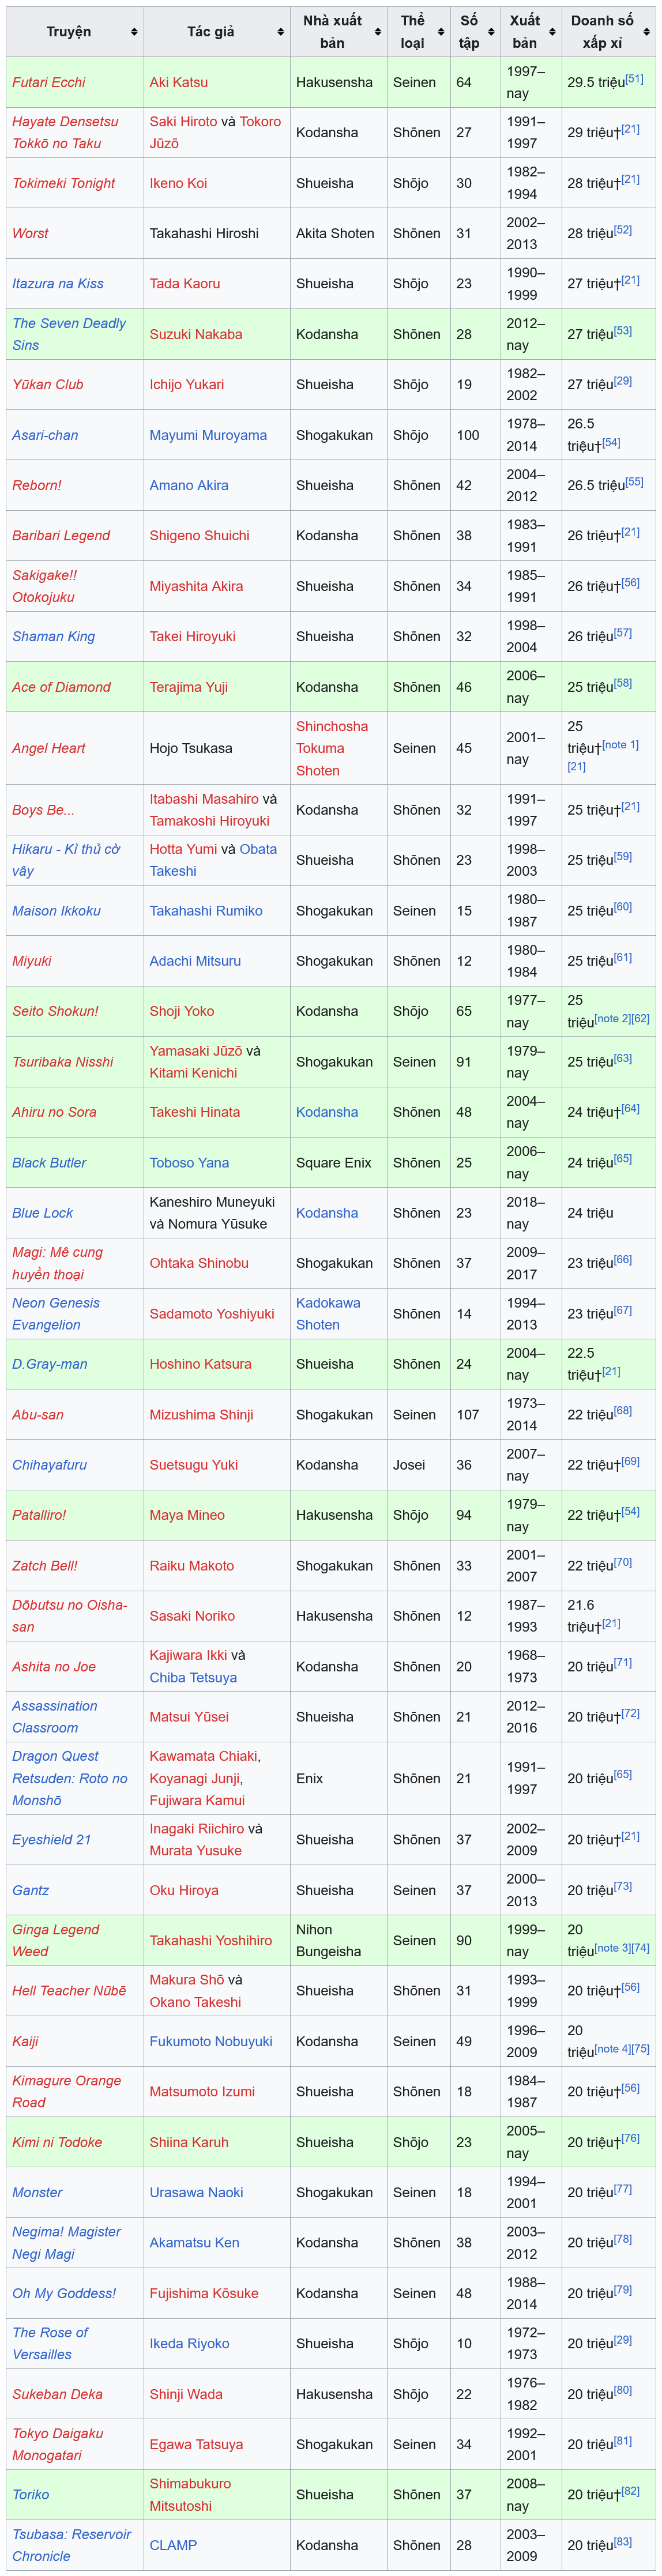 Truyện Tác giả Nhà xuất bản Thể loại Số tập Xuất bản Doanh số xấp xỉ
Futari Ecchi Aki Katsu Hakusensha Seinen 64 1997–nay 29.5 triệu[51]
Hayate Densetsu Tokkō no Taku Saki Hiroto và Tokoro Jūzō Kodansha Shōnen 27 1991–1997 29 triệu†[21]
Tokimeki Tonight Ikeno Koi Shueisha Shōjo 30 1982–1994 28 triệu†[21]
Worst Takahashi Hiroshi Akita Shoten Shōnen 31 2002–2013 28 triệu[52]
Itazura na Kiss Tada Kaoru Shueisha Shōjo 23 1990–1999 27 triệu†[21]
The Seven Deadly Sins Suzuki Nakaba Kodansha Shōnen 28 2012–nay 27 triệu[53]
Yūkan Club Ichijo Yukari Shueisha Shōjo 19 1982–2002 27 triệu[29]
Asari-chan Mayumi Muroyama Shogakukan Shōjo 100 1978–2014 26.5 triệu†[54]
Reborn! Amano Akira Shueisha Shōnen 42 2004–2012 26.5 triệu[55]
Baribari Legend Shigeno Shuichi Kodansha Shōnen 38 1983–1991 26 triệu†[21]
Sakigake!! Otokojuku Miyashita Akira Shueisha Shōnen 34 1985–1991 26 triệu†[56]
Shaman King Takei Hiroyuki Shueisha Shōnen 32 1998–2004 26 triệu†[57]
Ace of Diamond Terajima Yuji Kodansha Shōnen 46 2006–nay 25 triệu[58]
Angel Heart Hojo Tsukasa Shinchosha Tokuma Shoten Seinen 45 2001–nay 25 triệu†[note 1][21]
Boys Be... Itabashi Masahiro và Tamakoshi Hiroyuki Kodansha Shōnen 32 1991–1997 25 triệu†[21]
Hikaru - Kì thủ cờ vây Hotta Yumi và Obata Takeshi Shueisha Shōnen 23 1998–2003 25 triệu[59]
Maison Ikkoku Takahashi Rumiko Shogakukan Seinen 15 1980–1987 25 triệu[60]
Miyuki Adachi Mitsuru Shogakukan Shōnen 12 1980–1984 25 triệu[61]
Seito Shokun! Shoji Yoko Kodansha Shōjo 65 1977–nay 25 triệu[note 2][62]
Tsuribaka Nisshi Yamasaki Jūzō và Kitami Kenichi Shogakukan Seinen 91 1979–nay 25 triệu[63]
Ahiru no Sora Takeshi Hinata Kodansha Shōnen 48 2004–nay 24 triệu†[64]
Black Butler Toboso Yana Square Enix Shōnen 25 2006–nay 24 triệu[65]
Blue Lock Kaneshiro Muneyuki và Nomura Yūsuke Kodansha Shōnen 23 2018–nay 24 triệu
Magi: Mê cung huyền thoại Ohtaka Shinobu Shogakukan Shōnen 37 2009–2017 23 triệu[66]
Neon Genesis Evangelion Sadamoto Yoshiyuki Kadokawa Shoten Shōnen 14 1994–2013 23 triệu[67]
D.Gray-man Hoshino Katsura Shueisha Shōnen 24 2004–nay 22.5 triệu†[21]
Abu-san Mizushima Shinji Shogakukan Seinen 107 1973–2014 22 triệu[68]
Chihayafuru Suetsugu Yuki Kodansha Josei 36 2007–nay 22 triệu†[69]
Patalliro! Maya Mineo Hakusensha Shōjo 94 1979–nay 22 triệu†[54]
Zatch Bell! Raiku Makoto Shogakukan Shōnen 33 2001–2007 22 triệu[70]
Dōbutsu no Oisha-san Sasaki Noriko Hakusensha Shōnen 12 1987–1993 21.6 triệu†[21]
Ashita no Joe Kajiwara Ikki và Chiba Tetsuya Kodansha Shōnen 20 1968–1973 20 triệu[71]
Assassination Classroom Matsui Yūsei Shueisha Shōnen 21 2012–2016 20 triệu†[72]
Dragon Quest Retsuden: Roto no Monshō Kawamata Chiaki, Koyanagi Junji, Fujiwara Kamui Enix Shōnen 21 1991–1997 20 triệu[65]
Eyeshield 21 Inagaki Riichiro và Murata Yusuke Shueisha Shōnen 37 2002–2009 20 triệu†[21]
Gantz Oku Hiroya Shueisha Seinen 37 2000–2013 20 triệu[73]
Ginga Legend Weed Takahashi Yoshihiro Nihon Bungeisha Seinen 90 1999–nay 20 triệu[note 3][74]
Hell Teacher Nūbē Makura Shō và Okano Takeshi Shueisha Shōnen 31 1993–1999 20 triệu†[56]
Kaiji Fukumoto Nobuyuki Kodansha Seinen 49 1996–2009 20 triệu[note 4][75]
Kimagure Orange Road Matsumoto Izumi Shueisha Shōnen 18 1984–1987 20 triệu†[56]
Kimi ni Todoke Shiina Karuh Shueisha Shōjo 23 2005–nay 20 triệu†[76]
Monster Urasawa Naoki Shogakukan Seinen 18 1994–2001 20 triệu[77]
Negima! Magister Negi Magi Akamatsu Ken Kodansha Shōnen 38 2003–2012 20 triệu[78]
Oh My Goddess! Fujishima Kōsuke Kodansha Seinen 48 1988–2014 20 triệu[79]
The Rose of Versailles Ikeda Riyoko Shueisha Shōjo 10 1972–1973 20 triệu[29]
Sukeban Deka Shinji Wada Hakusensha Shōjo 22 1976–1982 20 triệu[80]
Tokyo Daigaku Monogatari Egawa Tatsuya Shogakukan Seinen 34 1992–2001 20 triệu[81]
Toriko Shimabukuro Mitsutoshi Shueisha Shōnen 37 2008–nay 20 triệu†[82]
Tsubasa: Reservoir Chronicle CLAMP Kodansha Shōnen 28 2003–2009 20 triệu[83]